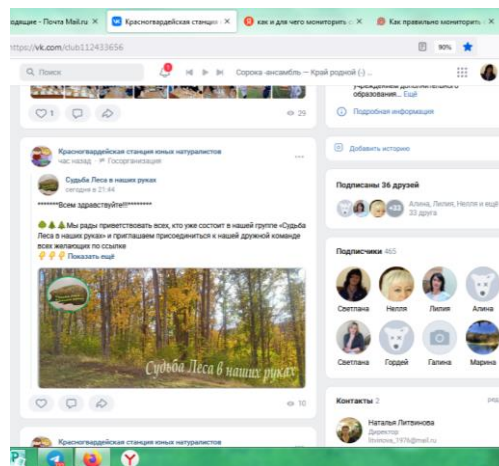 одящие - Почта Mail.ru
Красногвардейская станция
как и для чего мониторить
Как правильно мониторить
https://vk.com/club112433656
90%
Поиск
Сорока -ансамбль — Край родной (-) ..
учреждением дополнительного
образования... Ещё
1
29
Подробная информация
Красногвардейская станция юных натуралистов
час назад · Госорганизация
Судьба Леса в наших руках
сегодня в 21:44
Добавить историю
*******Всем здравствуйте!!!********
Мы рады приветствовать всех, кто уже состоит в нашей группе «Судьба
Леса в наших руках» и приглашаем присоединиться к нашей дружной команде
всех желающих по ссылке
Показать ещё
Судьба Леса в наших руках
10
Подписаны 36 друзей
+33
Алина, Лилия, Нелля и ещё
33 друга
Подписчики 465
Светлана
Нелля
Лилия
Алина
Светлана
Гордей
Галина
Марина
Контакты 2
ред.
Наталья Литвинова
Директор
litvinova_1976@mail.ru
Красногвардейская станция юных натуралистов